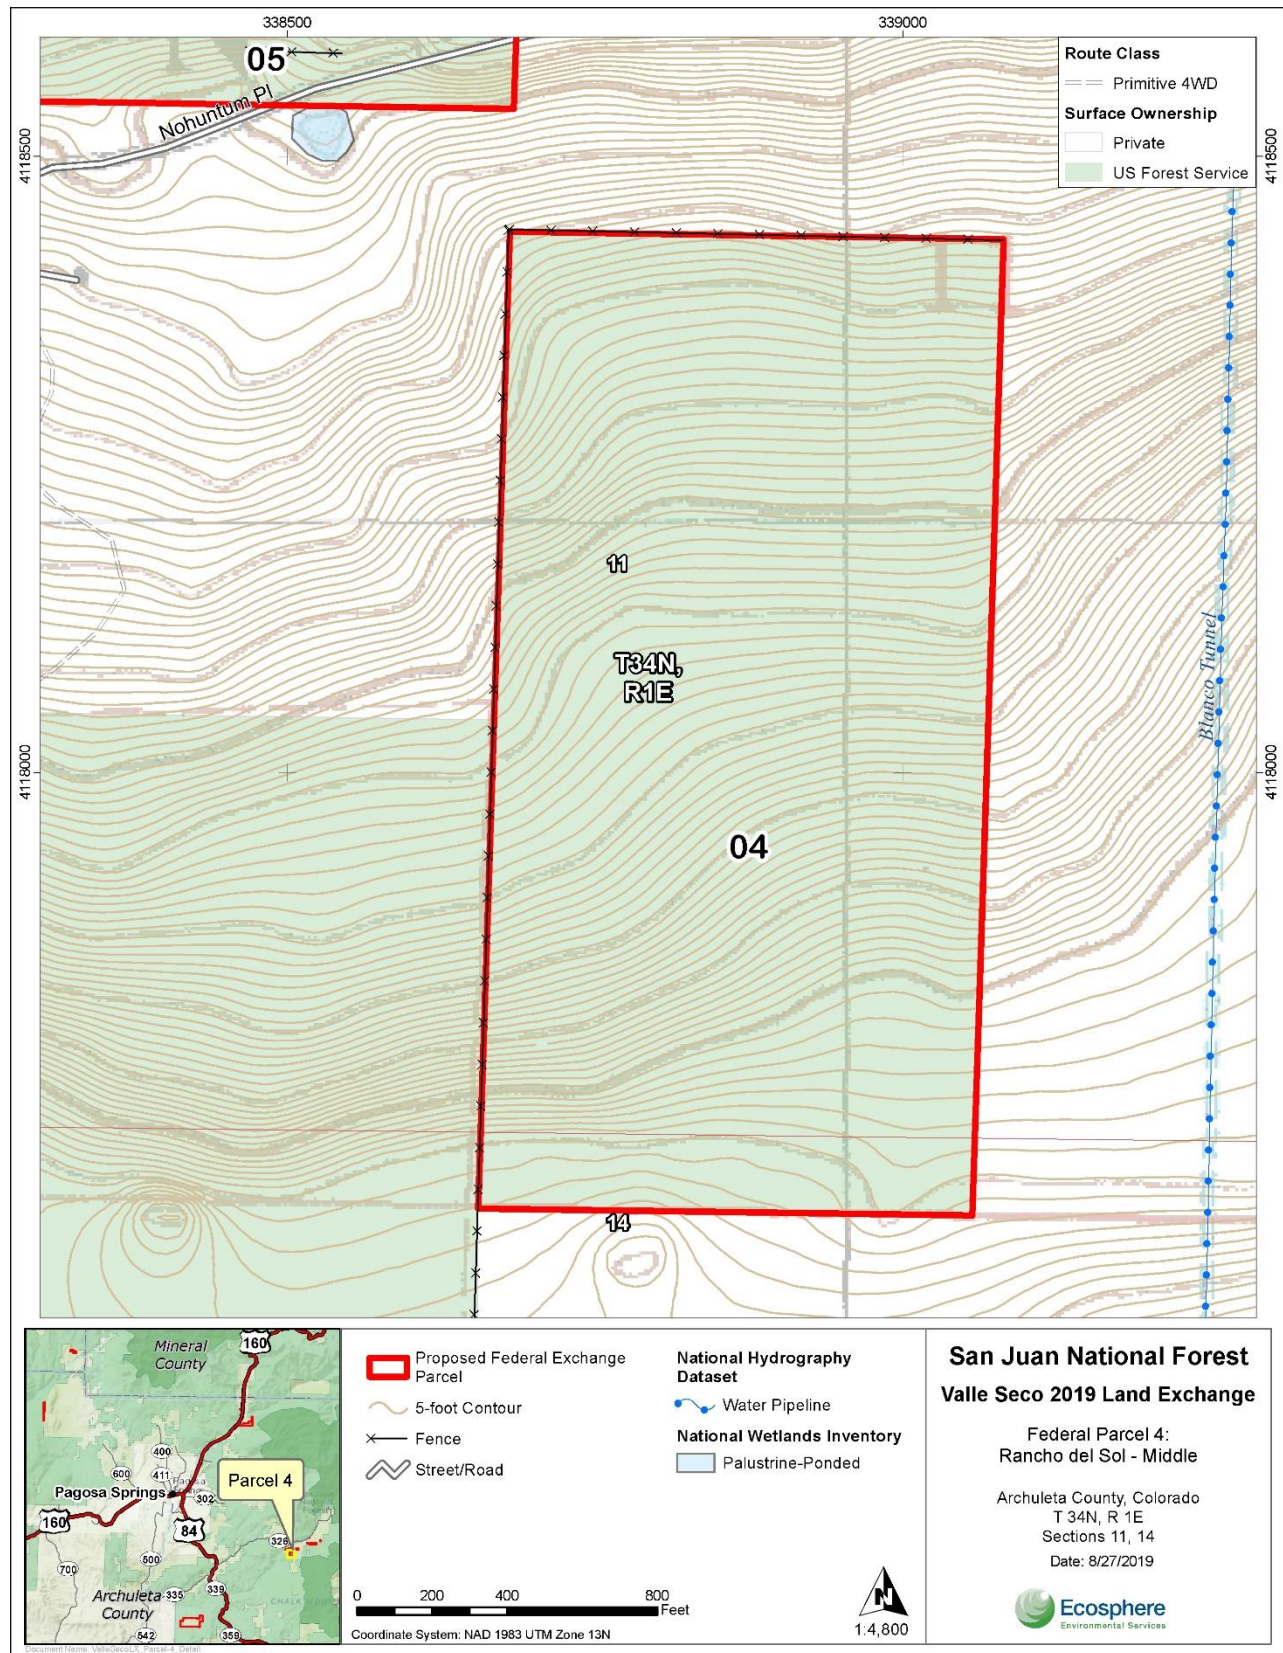 338500
339000
05
Nohuntum Pl
4118500
4118500
Route Class
Primitive 4WD
Surface Ownership
Private
US Forest Service
11
T34N,
R1E
Blanco Tunnel
4118000
4118000
04
14
Mineral
County
160
400
600
411
Pagosa Springs
302
Parcel 4
160
84
326
500
700
335
339
Archuleta
County
542
359
Document Name: ValleSecoLX_Parcel-4_Detail
Proposed Federal Exchange
Parcel
5-foot Contour
Fence
Street/Road
National Hydrography
Dataset
Water Pipeline
National Wetlands Inventory
Palustrine-Ponded
0 200 400 800
Feet
Coordinate System: NAD 1983 UTM Zone 13N
N
1:4,800
San Juan National Forest
Valle Seco 2019 Land Exchange
Federal Parcel 4:
Rancho del Sol - Middle
Archuleta County, Colorado
T 34N, R 1E
Sections 11, 14
Date: 8/27/2019
Ecosphere
Environmental Services